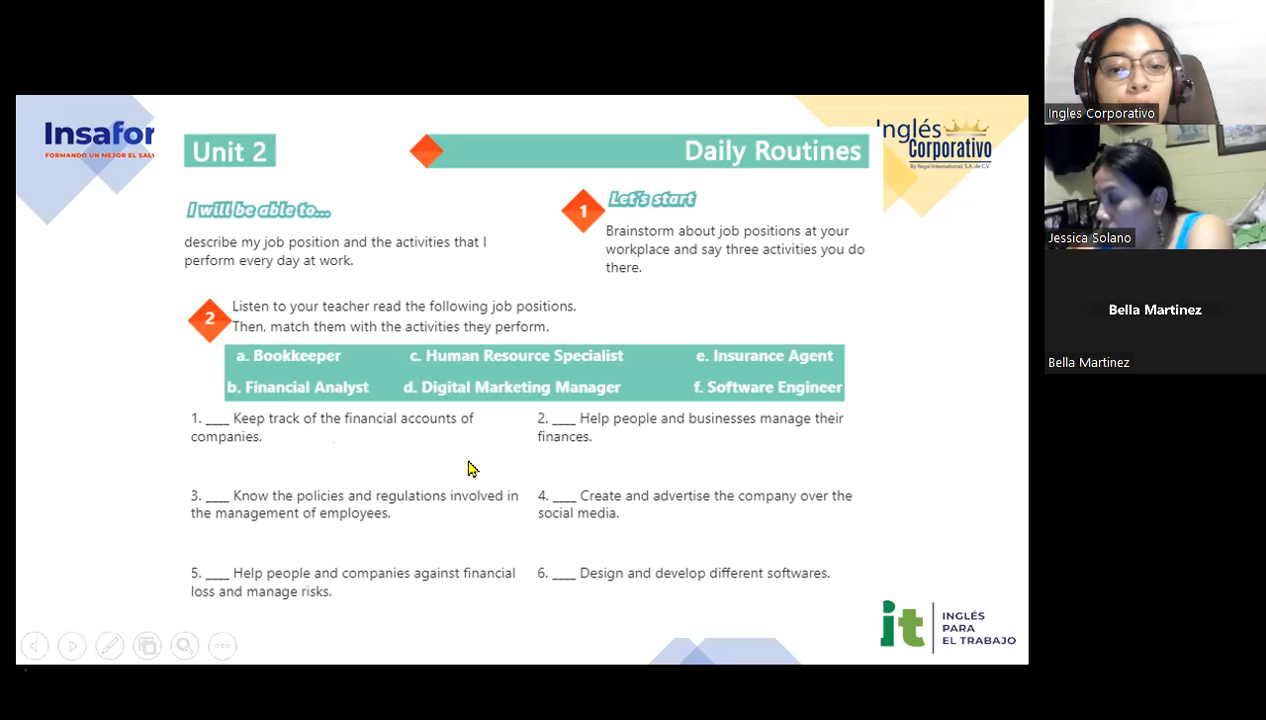 Insafor
FORMANDO UN MEJOR EL SALV
Unit 2
Daily Routines
Inglés
Corporativo
By Regal International, S.A. de C.V.
I will be able to...
describe my job position and the activities that I
perform every day at work.
1
Let's start
Brainstorm about job positions at your
workplace and say three activities you do
there.
2
Listen to your teacher read the following job positions.
Then, match them with the activities they perform.
a. Bookkeeper
c. Human Resource Specialist
e. Insurance Agent
b. Financial Analyst
d. Digital Marketing Manager
f. Software Engineer
1. ____ Keep track of the financial accounts of
companies.
2. ____ Help people and businesses manage their
finances.
3. ____ Know the policies and regulations involved in
the management of employees.
4. ____ Create and advertise the company over the
social media.
5. ____ Help people and companies against financial
loss and manage risks.
6. ____ Design and develop different softwares.
it
INGLÉS
PARA
EL TRABAJO
Ingles Corporativo
Jessica Solano
Bella Martinez
Bella Martinez